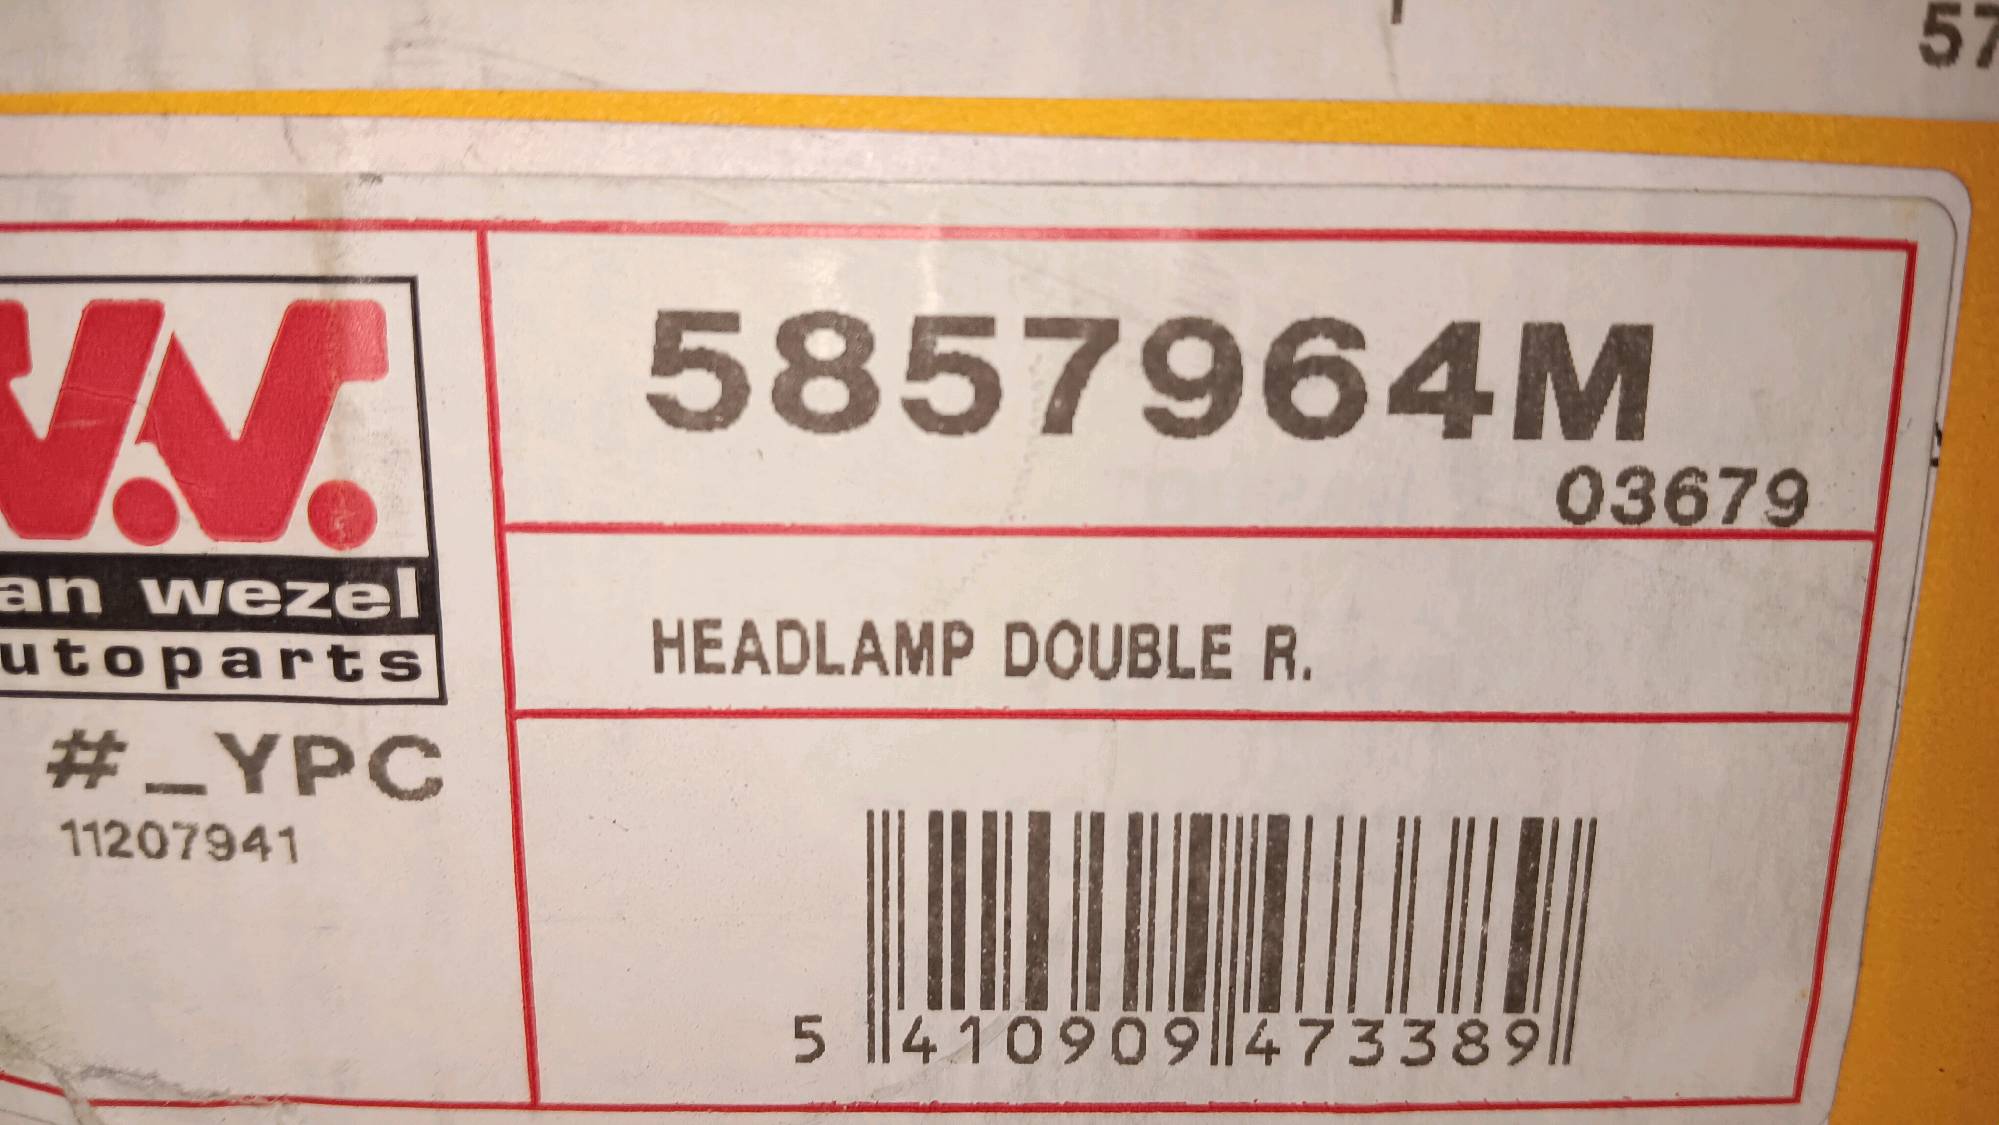 57
5857964M
03679
V.V.
an wezel
utoparts
HEADLAMP DOUBLE R.
#_YPC
11207941
5 410909 473389